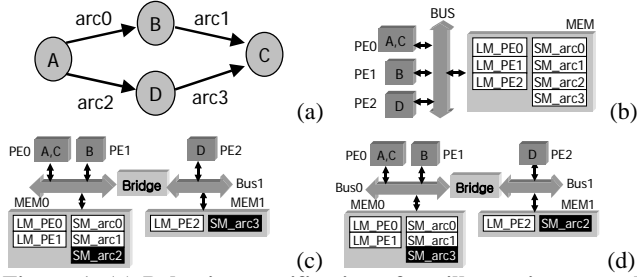 arc0
B
arc1
A
C
arc2
D
arc3
(a)
BUS
MEM
PE0
A,C
LM_PE0
SM_arc0
PE1
B
LM_PE1
SM_arc1
LM_PE2
SM_arc2
PE2
D
SM_arc3
(b)
PE0
A,C
B
PE1
D
PE2
Bridge
Bus1
MEM0
MEM1
LM_PE0
SM_arc0
LM_PE2
SM_arc3
LM_PE1
SM_arc1
SM_arc2
(c)
PE0
A,C
B
PE1
D
PE2
Bus0
Bridge
Bus1
MEM0
MEM1
LM_PE0
SM_arc0
LM_PE2
SM_arc2
LM_PE1
SM_arc1
SM_arc3
(d)